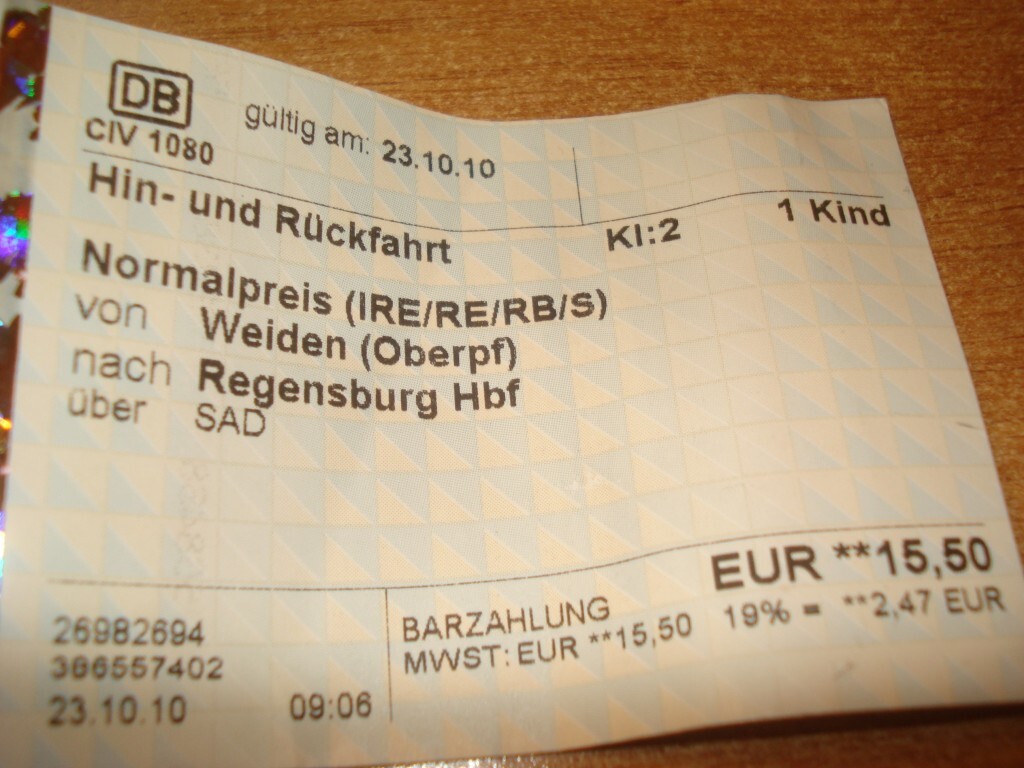 DB
CIV 1080
gültig am: 23.10.10
Hin- und Rückfahrt Kl:2 1 Kind
Normalpreis (IRE/RE/RB/S)
von Weiden (Oberpf)
nach Regensburg Hbf
über SAD
EUR **15,50
BARZAHLUNG
MWST: EUR **15,50 19% = **2,47 EUR
26982694
386557402
23.10.10 09:06